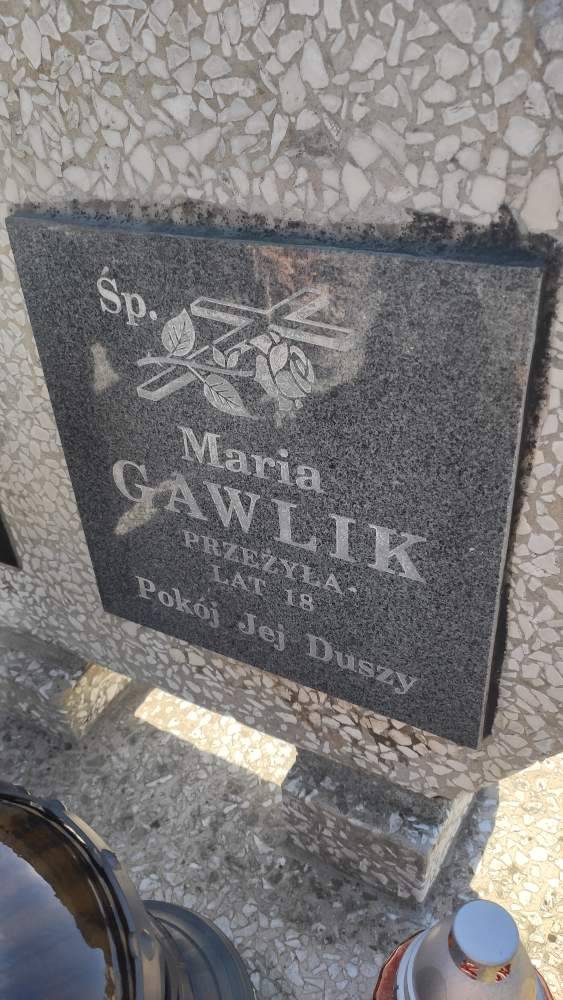 Śp.
Maria
GAWLIK
PRZEŻYŁA
LAT 18
Pokój Jej Duszy